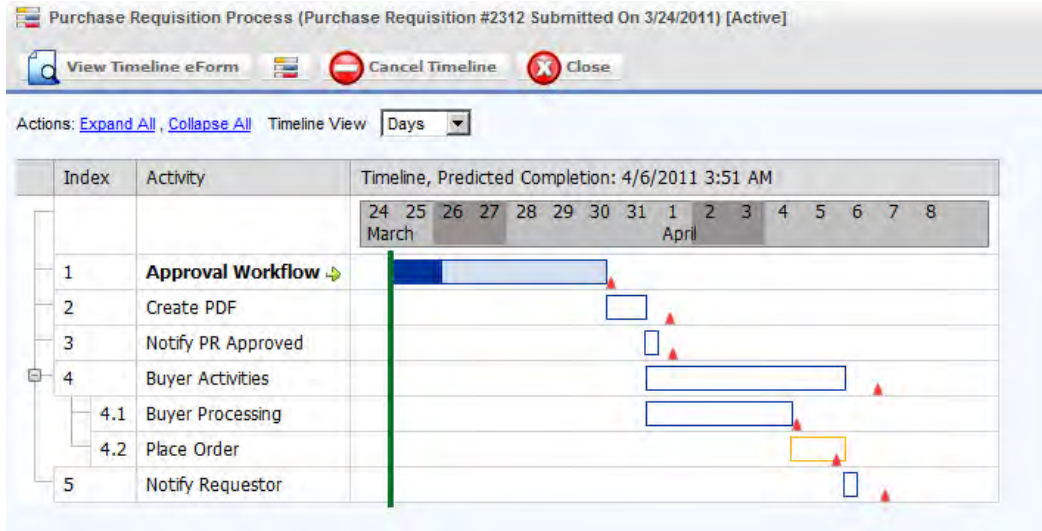 Purchase Requisition Process (Purchase Requisition #2312 Submitted On 3/24/2011) [Active]
View Timeline eForm Cancel Timeline Close
Actions: Expand All , Collapse All Timeline View Days
Index Activity Timeline, Predicted Completion: 4/6/2011 3:51 AM
24 25 26 27 28 29 30 31 1 2 3 4 5 6 7 8
March April
1 Approval Workflow
2 Create PDF
3 Notify PR Approved
4 Buyer Activities
4.1 Buyer Processing
4.2 Place Order
5 Notify Requestor